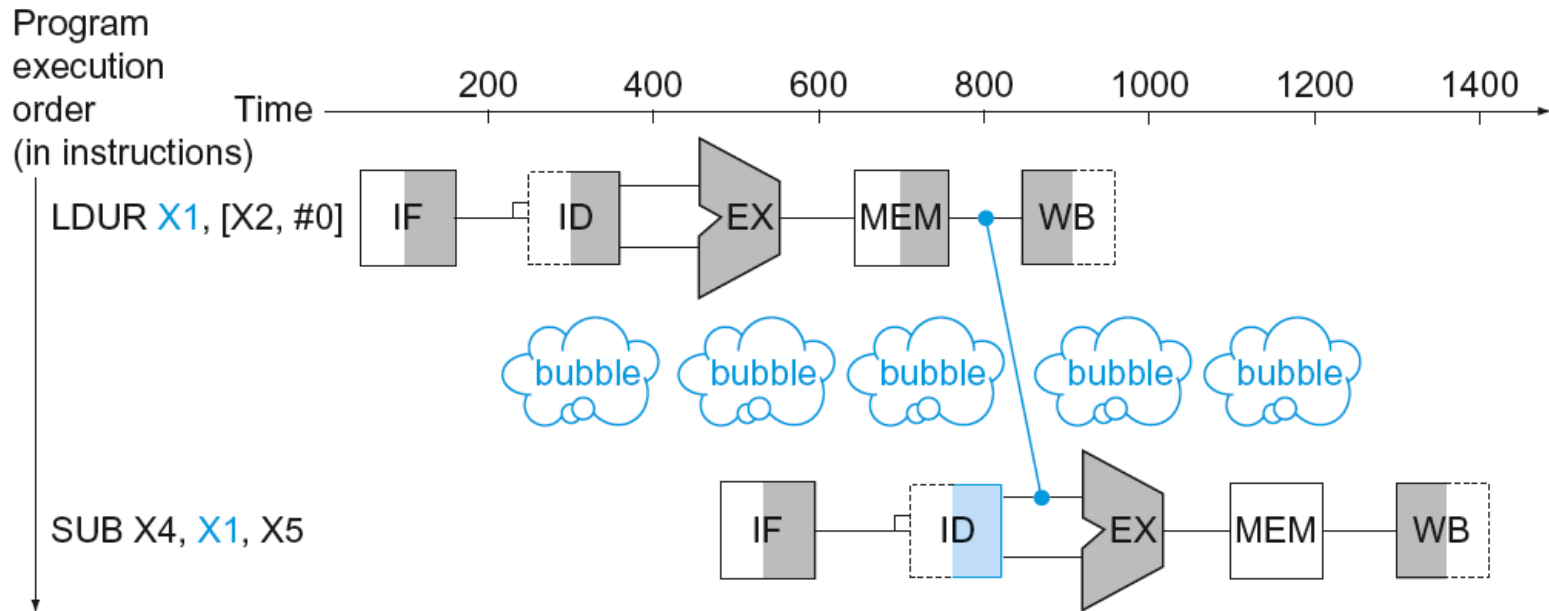 Program
execution
order
(in instructions)
Time
200 400 600 800 1000 1200 1400
LDUR X1, [X2, #0]
IF ID EX MEM WB
bubble bubble bubble bubble bubble
SUB X4, X1, X5
IF ID EX MEM WB